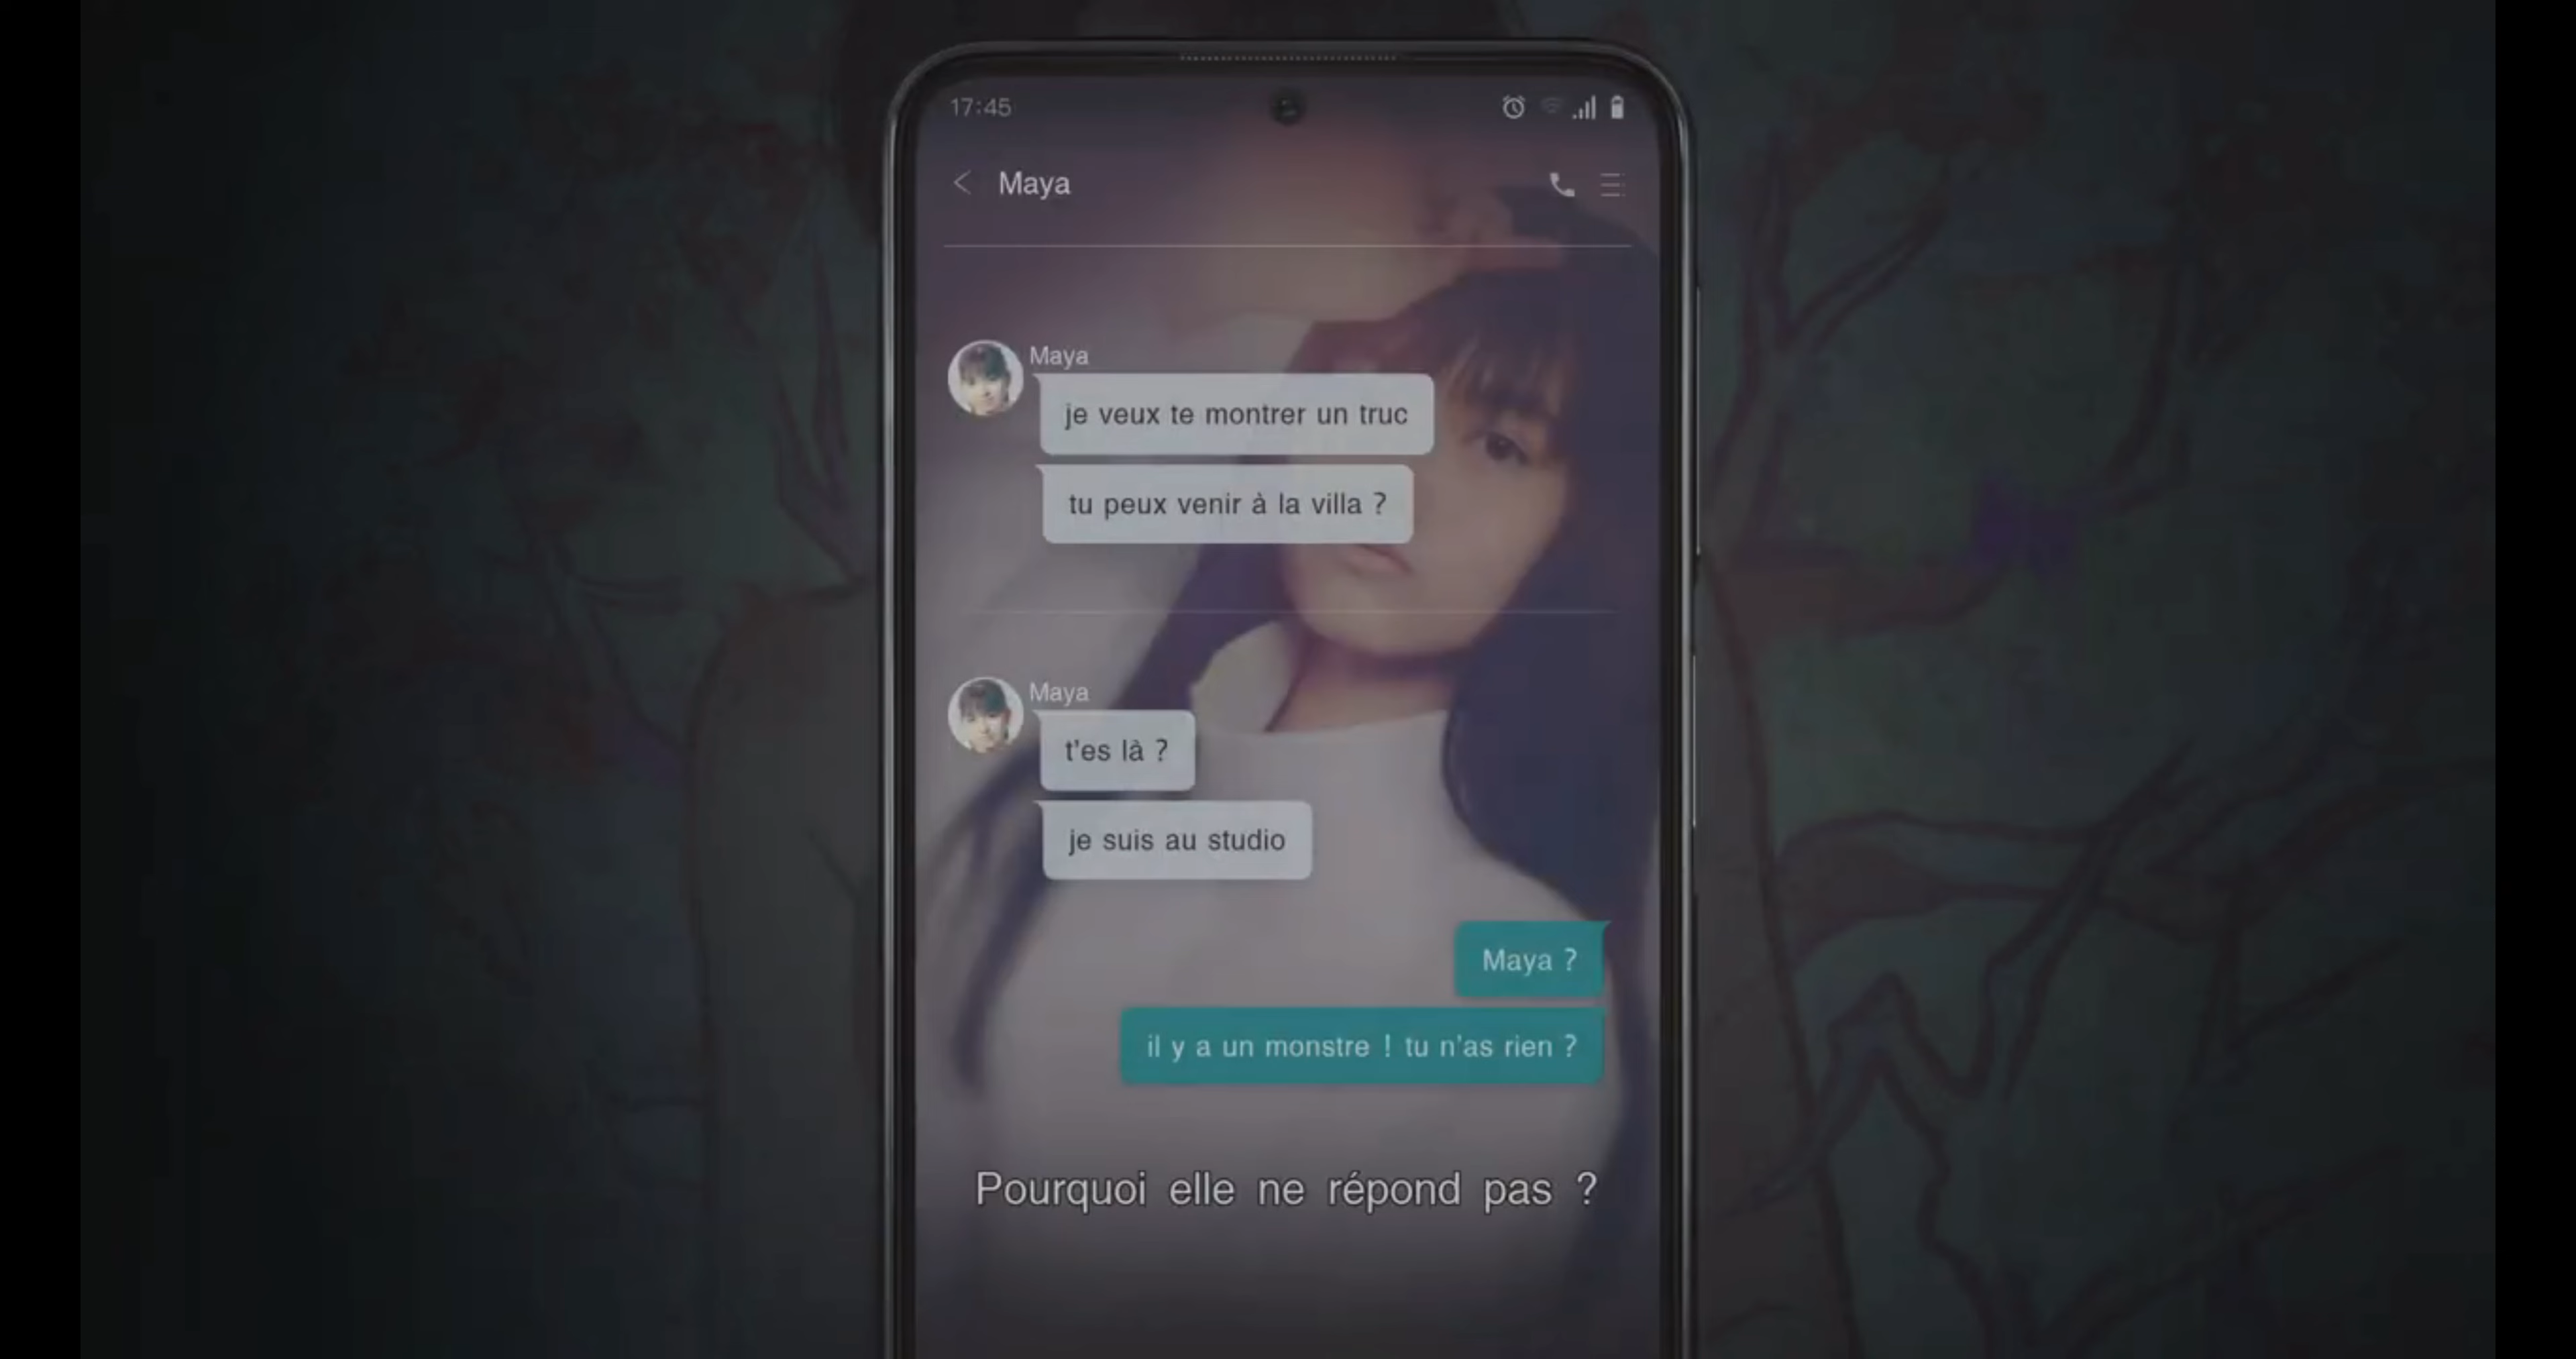 17:45
Maya
Maya
je veux te montrer un truc
tu peux venir à la villa ?
Maya
t'es là ?
je suis au studio
Maya ?
il y a un monstre ! tu n'as rien ?
Pourquoi elle ne répond pas ?